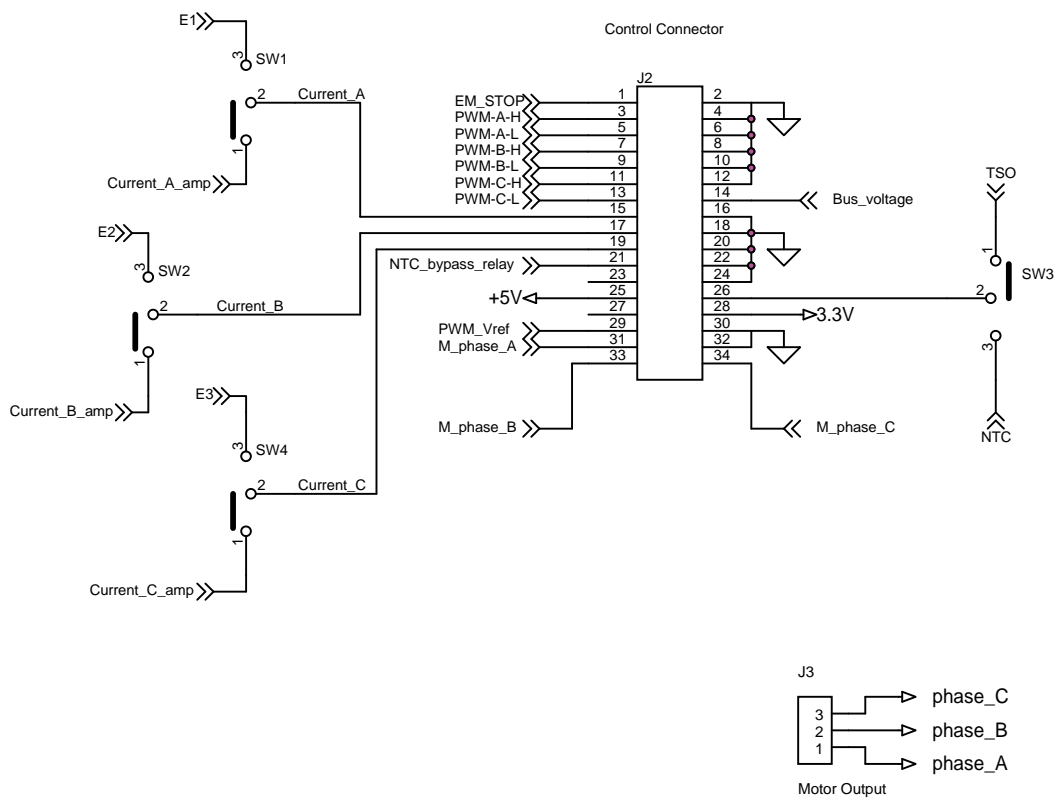 E1
3
SW1
2
Current_A
1
Current_A_amp
E2
3
SW2
2
Current_B
1
Current_B_amp
E3
3
SW4
2
Current_C
1
Current_C_amp
Control Connector
J2
EM_STOP 1 2
PWM-A-H 3 4
PWM-A-L 5 6
PWM-B-H 7 8
PWM-B-L 9 10
PWM-C-H 11 12
PWM-C-L 13 14 Bus_voltage
15 16
17 18
19 20
NTC_bypass_relay 21 22
23 24
+5V 25 26
27 28 3.3V
PWM_Vref 29 30
M_phase_A 31 32
33 34
M_phase_B
M_phase_C
TSO
1
SW3
2
3
NTC
J3
3 phase_C
2 phase_B
1 phase_A
Motor Output